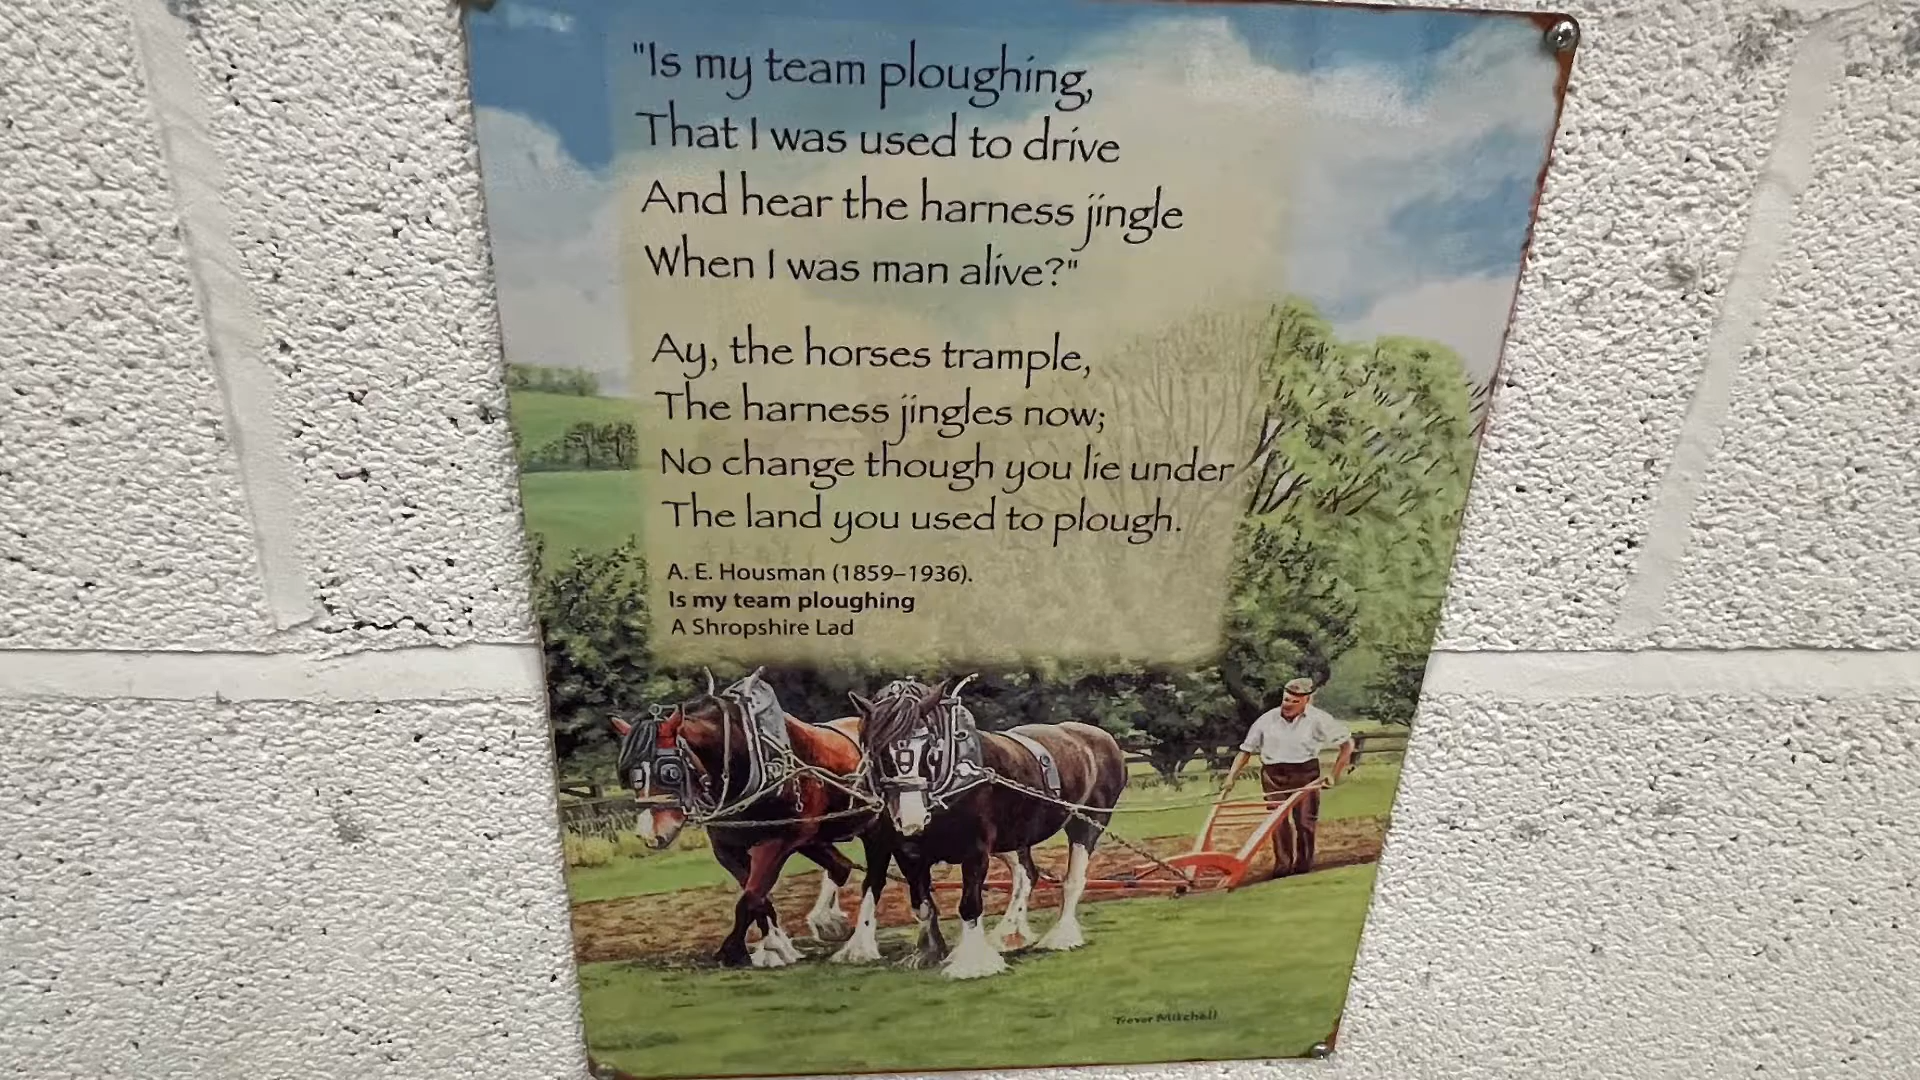 "Is my team ploughing,
That I was used to drive
And hear the harness jingle
When I was man alive?"
Ay, the horses trample,
The harness jingles now;
No change though you lie under
The land you used to plough.
A. E. Housman (1859–1936).
Is my team ploughing
A Shropshire Lad
Trevor Mitchell